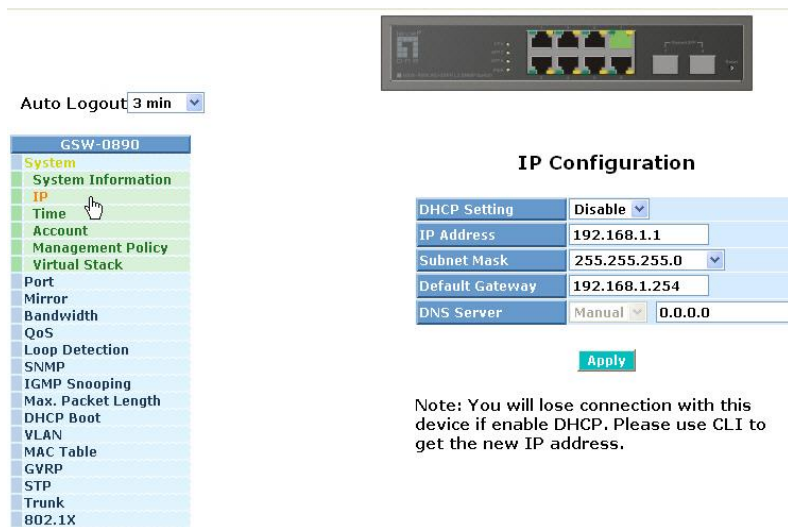 Auto Logout 3 min
GSW-0890
System
System Information
IP
Time
Account
Management Policy
Virtual Stack
Port
Mirror
Bandwidth
QoS
Loop Detection
SNMP
IGMP Snooping
Max. Packet Length
DHCP Boot
VLAN
MAC Table
GVRP
STP
Trunk
802.1X
IP Configuration
DHCP Setting Disable
IP Address 192.168.1.1
Subnet Mask 255.255.255.0
Default Gateway 192.168.1.254
DNS Server Manual 0.0.0.0
Apply
Note: You will lose connection with this
device if enable DHCP. Please use CLI to
get the new IP address.